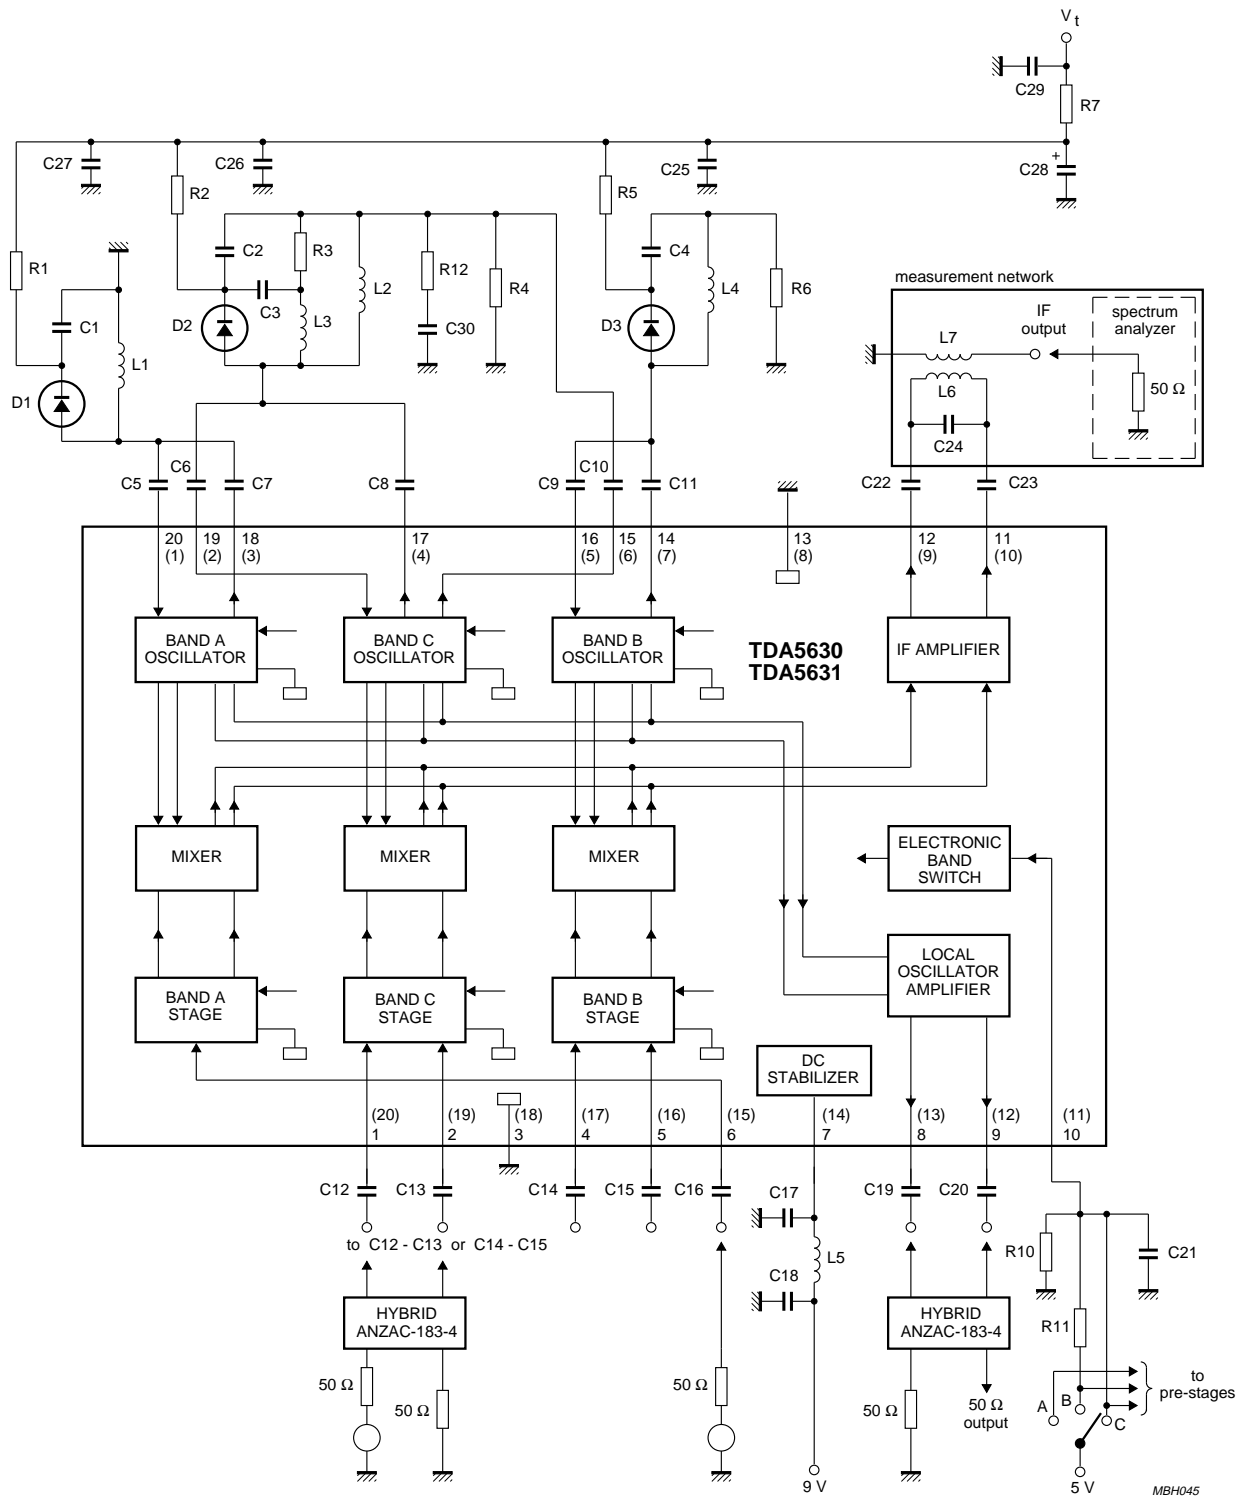 V t
C29
R7
C27
R2
C26
R5
C25
+
C28
R1
C1
L1
D1
C2
R3
D2
C3
L3
L2
R12
C30
R4
C4
D3
L4
R6
measurement network
IF
output
spectrum
analyzer
L7
L6
50 Ω
C24
C5
C6
C7
C8
C9
C10
C11
C22
C23
20
(1)
19
(2)
18
(3)
17
(4)
16
(5)
15
(6)
14
(7)
13
(8)
12
(9)
11
(10)
BAND A
OSCILLATOR
BAND C
OSCILLATOR
BAND B
OSCILLATOR
TDA5630
TDA5631
IF AMPLIFIER
MIXER
MIXER
MIXER
ELECTRONIC
BAND
SWITCH
BAND A
STAGE
BAND C
STAGE
BAND B
STAGE
LOCAL
OSCILLATOR
AMPLIFIER
DC
STABILIZER
(20)
1
(19)
2
(18)
3
(17)
4
(16)
5
(15)
6
(14)
7
(13)
8
(12)
9
(11)
10
C12
C13
C14
C15
C16
C17
C19
C20
to C12 - C13 or C14 - C15
L5
C18
R10
C21
HYBRID
ANZAC-183-4
HYBRID
ANZAC-183-4
R11
50 Ω
50 Ω
50 Ω
50 Ω
50 Ω
output
A
B
C
to
pre-stages
9 V
5 V
MBH045